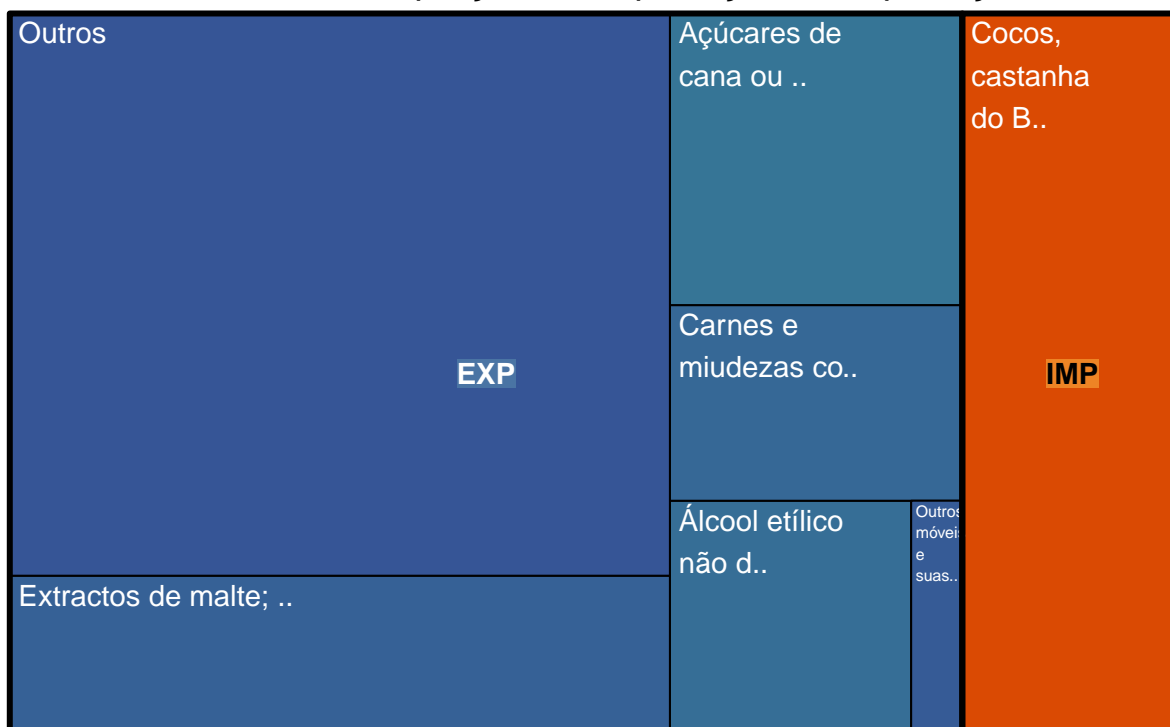 Outros
EXP
Extractos de malte; ..
Açúcares de
cana ou ..
Carnes e
miudezas co..
Álcool etílico
não d..
Outros
móveis
e
suas..
Cocos,
castanha
do B..
IMP